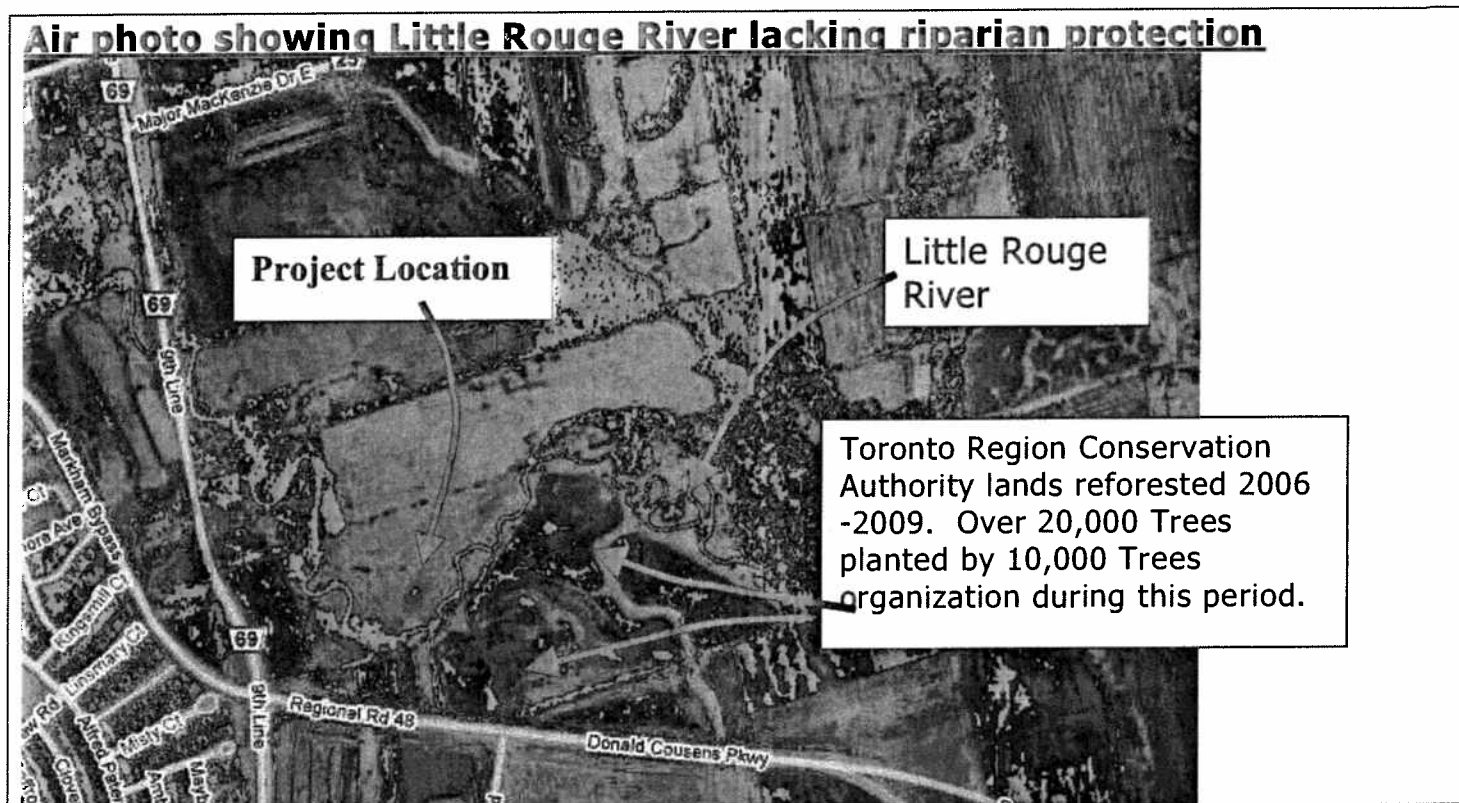 Air photo showing Little Rouge River lacking riparian protection
69
Major MacKenzie Dr E
Project Location
Little Rouge
River
69
9th Line
Toronto Region Conservation
Authority lands reforested 2006
-2009. Over 20,000 Trees
planted by 10,000 Trees
organization during this period.
Markham Bypass
Ct
Ave
Kingsmill Ct
Linsmary Ct
69
9th Line
Regional Rd 48
Donald Cousens Pkwy
Rd
Misty Ct
Alfred